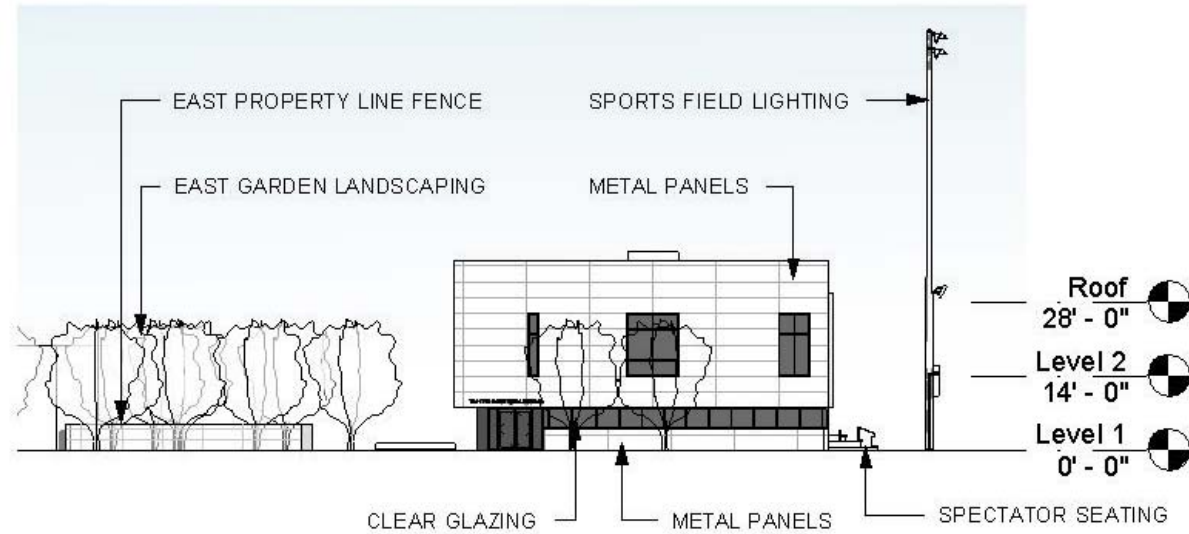 EAST PROPERTY LINE FENCE
SPORTS FIELD LIGHTING
EAST GARDEN LANDSCAPING
METAL PANELS
Roof
28' - 0"
Level 2
14' - 0"
Level 1
0' - 0"
CLEAR GLAZING
METAL PANELS
SPECTATOR SEATING